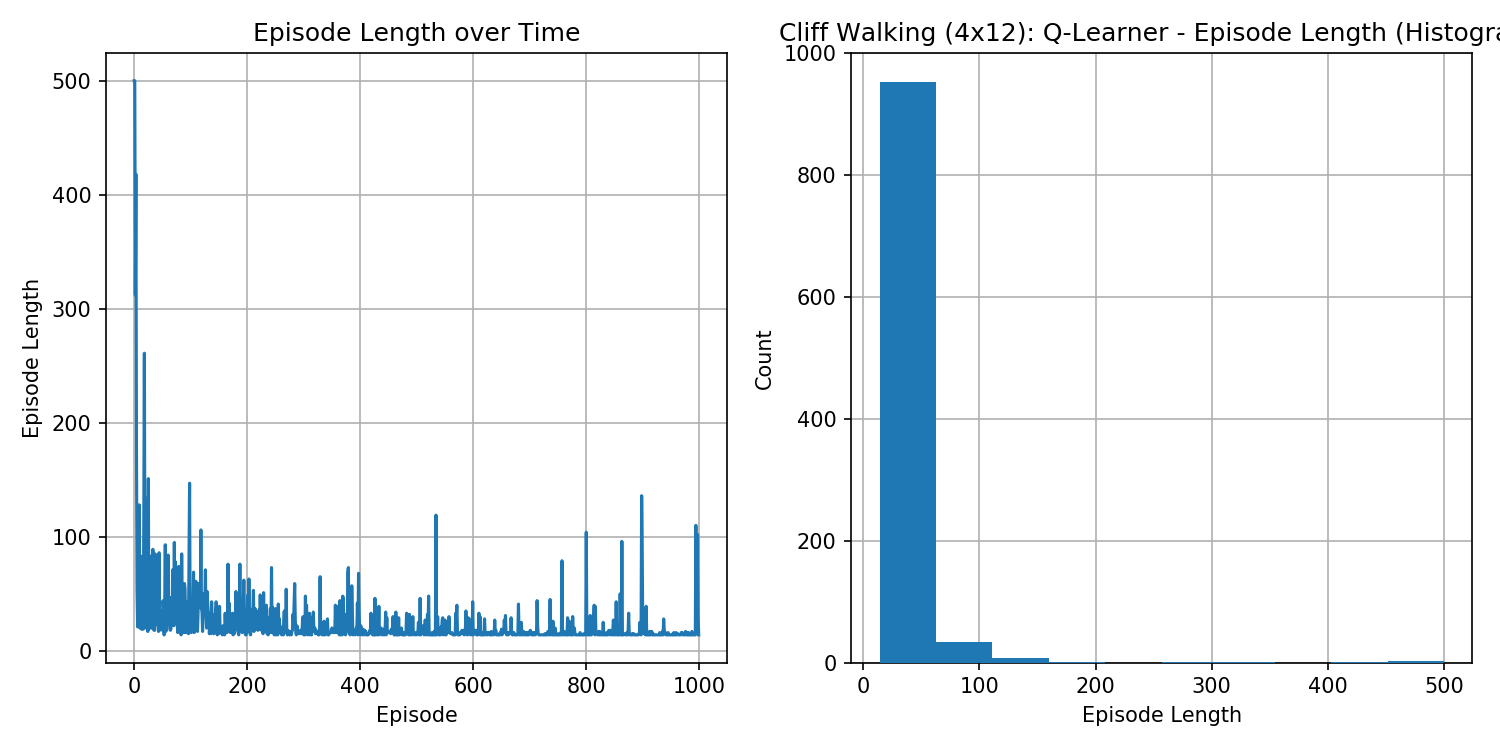 Episode Length over Time
500
400
300
200
100
0
Episode Length
0 200 400 600 800 1000
Episode
Cliff Walking (4x12): Q-Learner - Episode Length (Histogra
1000
800
600
400
200
0
Count
0 100 200 300 400 500
Episode Length